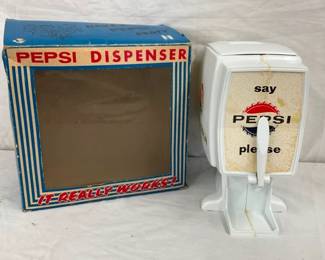 PEPSI DISPENSER
IT REALLY WORKS!
say
PEPSI
please